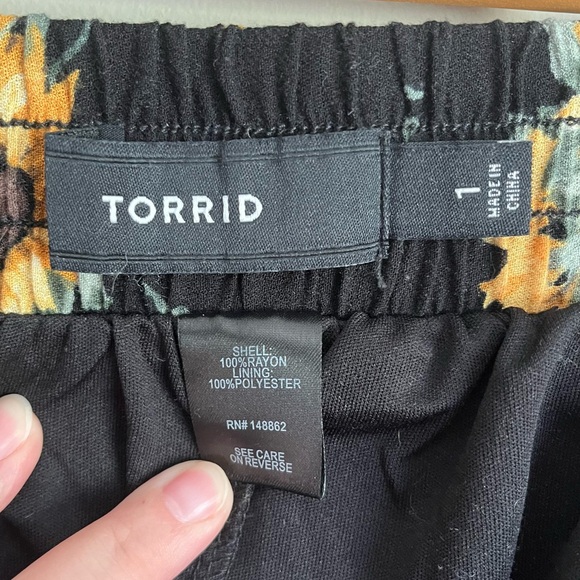 TORRID
1
MADE IN
CHINA
SHELL:
100%RAYON
LINING:
100%POLYESTER
RN# 148862
SEE CARE
ON REVERSE